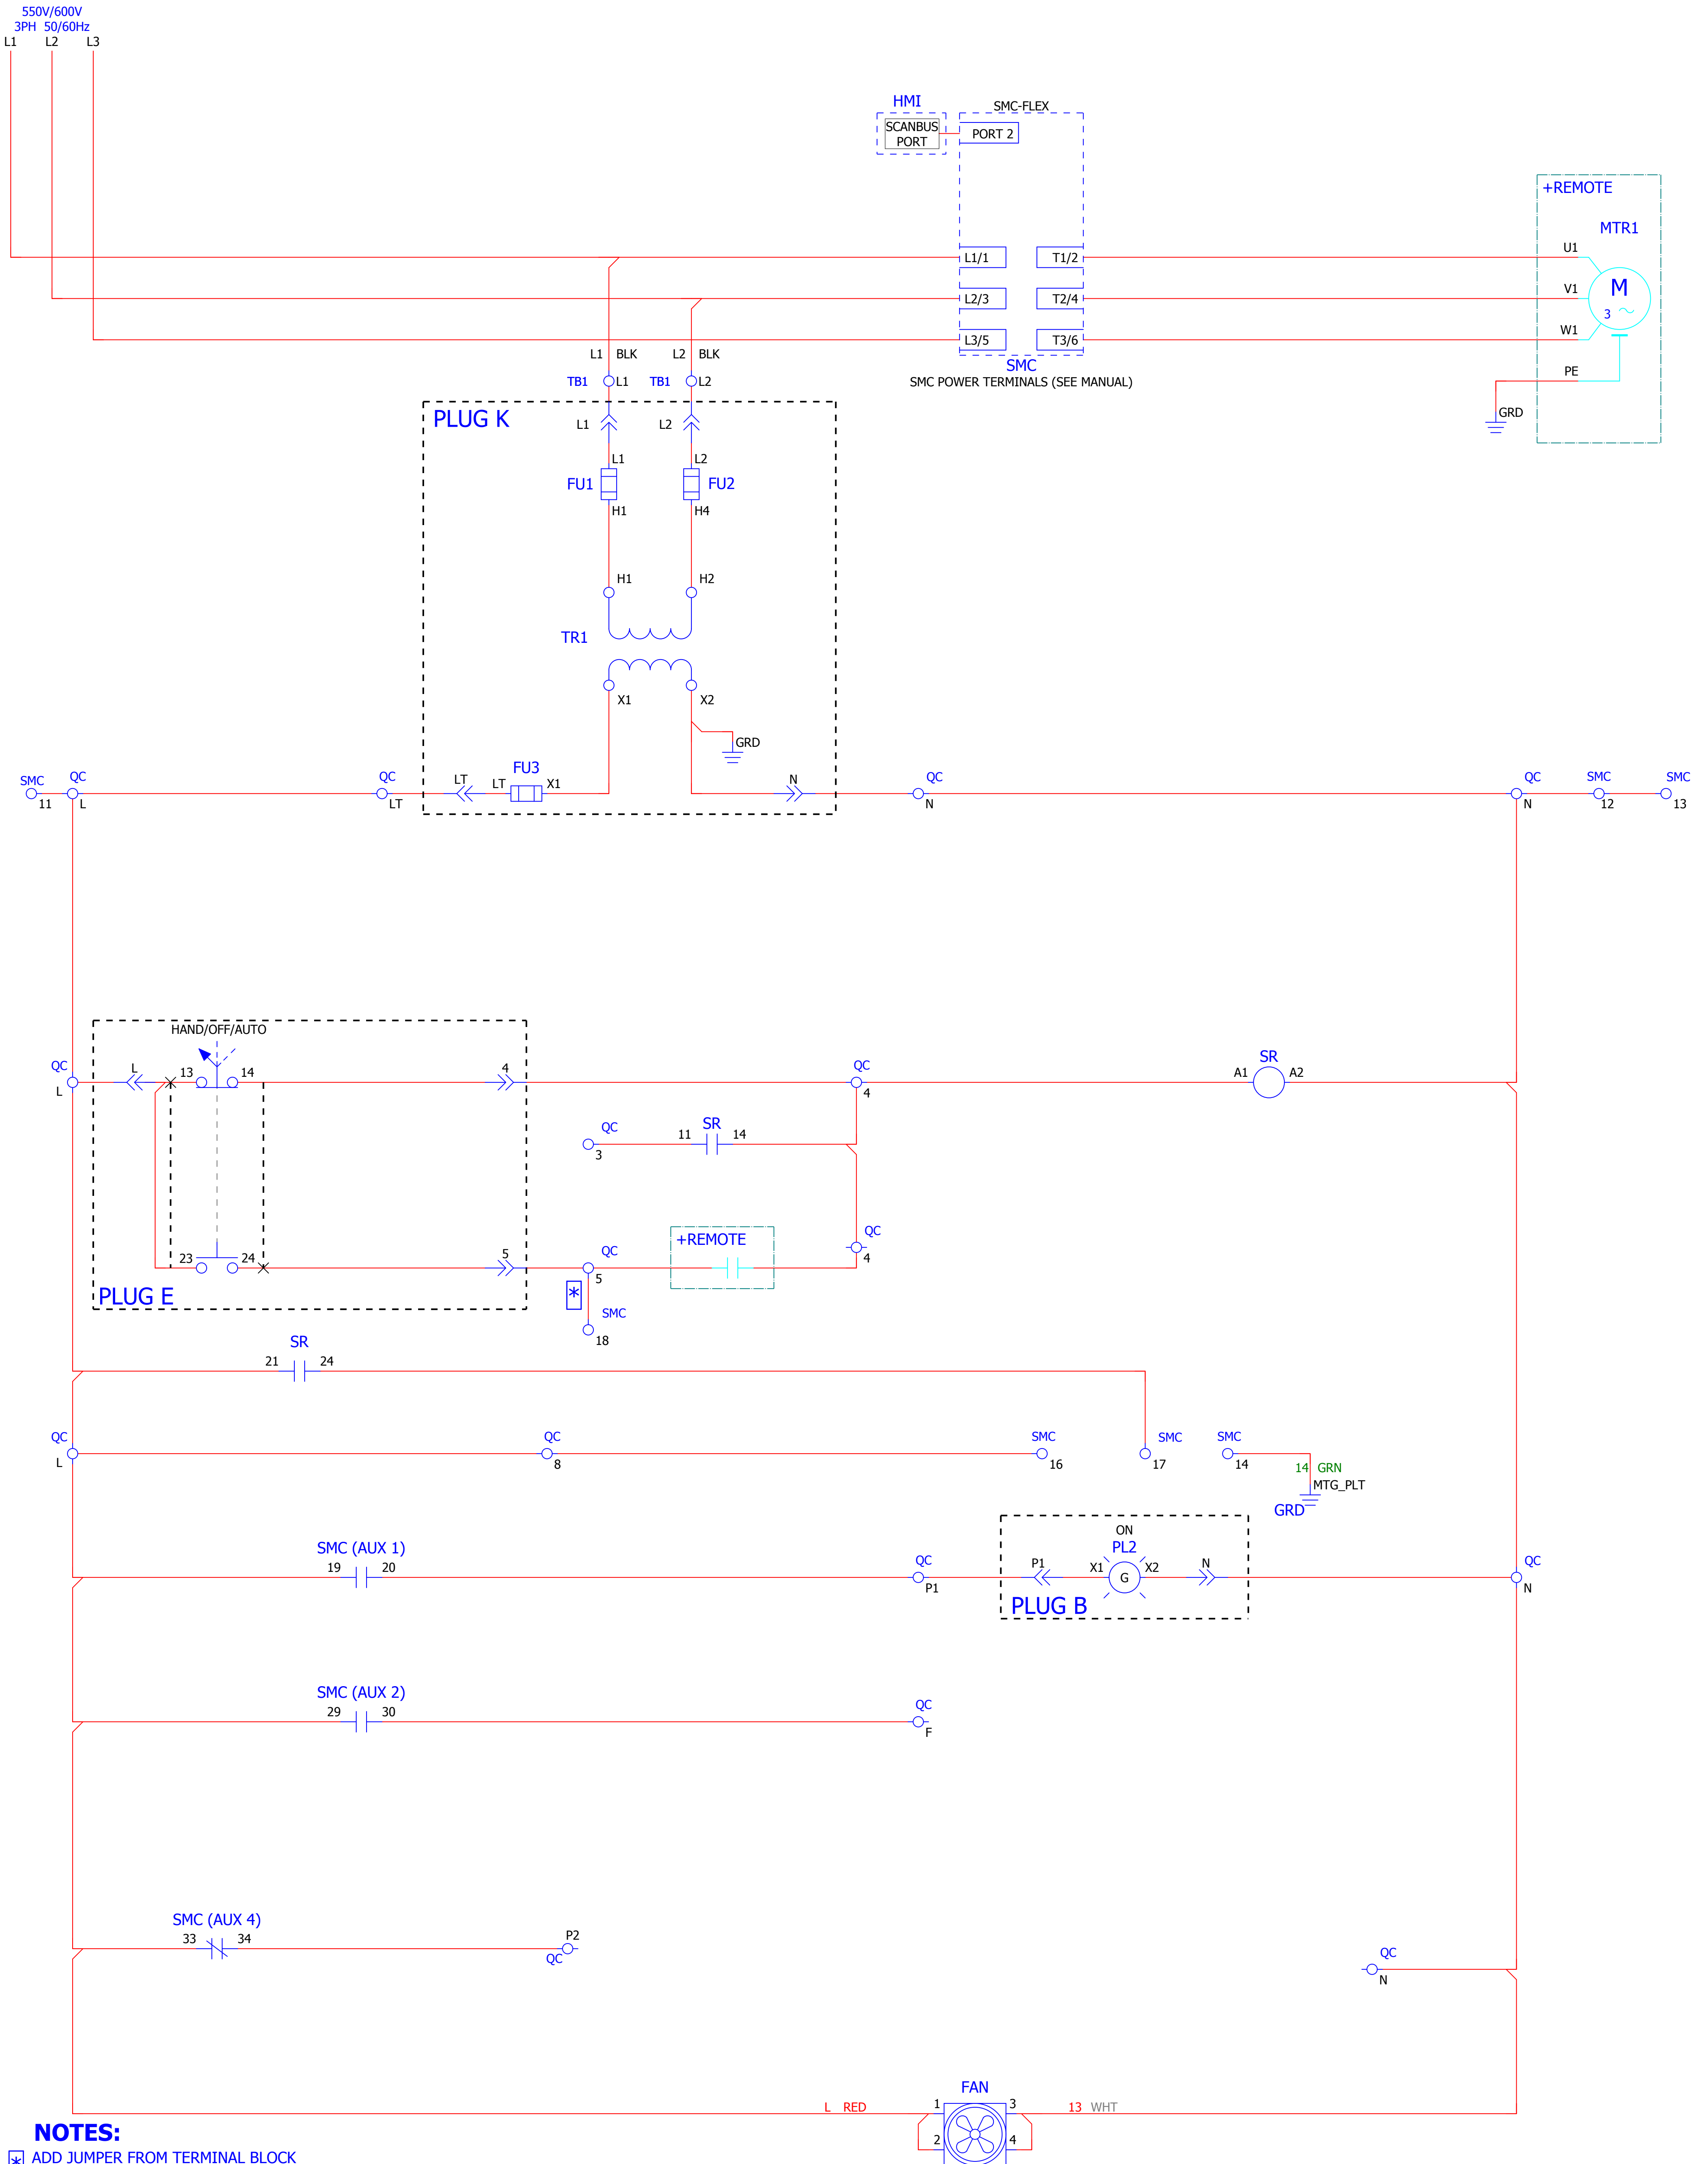 550V/600V
3PH 50/60Hz
L1 L2 L3
HMI
SCANBUS
PORT
SMC-FLEX
PORT 2
+REMOTE
MTR1
L1/1 T1/2 U1
L2/3 T2/4 V1
M
3
L3/5 T3/6 W1
SMC
SMC POWER TERMINALS (SEE MANUAL)
PE
GRD
L1 BLK L2 BLK
TB1 L1 TB1 L2
PLUG K
L1 L2
L1 L2
FU1 FU2
H1 H4
H1 H2
TR1
X1 X2
GRD
FU3
SMC QC QC LT LT X1 N QC QC SMC SMC
11 L LT N N 12 13
HAND/OFF/AUTO
QC L 13 14 4 QC SR
L 4 A1 A2
QC SR
3 11 14
+REMOTE
QC
4
23 24 5 QC
5
PLUG E
*
SMC
18
SR
21 24
QC QC SMC SMC SMC
L 8 16 17 14
14 GRN
MTG_PLT
GRD
ON
PL2
SMC (AUX 1)
19 20 QC P1 X1 G X2 N QC
P1 N
PLUG B
SMC (AUX 2)
29 30 QC
F
SMC (AUX 4)
33 34 P2
QC
QC
N
FAN
L RED 1 3 13 WHT
2 4
NOTES:
* ADD JUMPER FROM TERMINAL BLOCK